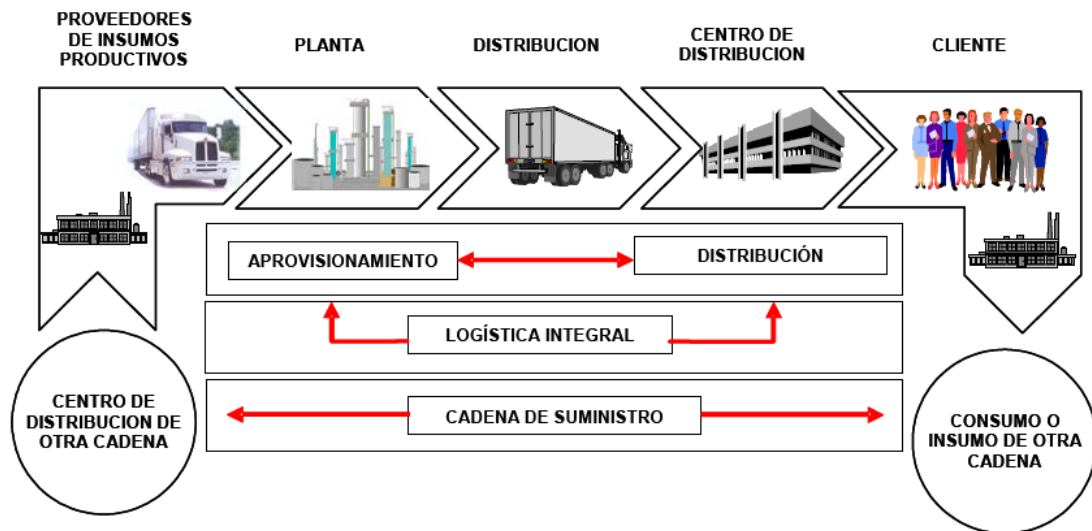 PROVEEDORES
DE INSUMOS
PRODUCTIVOS
PLANTA
DISTRIBUCION
CENTRO DE
DISTRIBUCION
CLIENTE
APROVISIONAMIENTO
DISTRIBUCIÓN
LOGÍSTICA INTEGRAL
CADENA DE SUMINISTRO
CENTRO DE
DISTRIBUCION DE
OTRA CADENA
CONSUMO O
INSUMO DE OTRA
CADENA